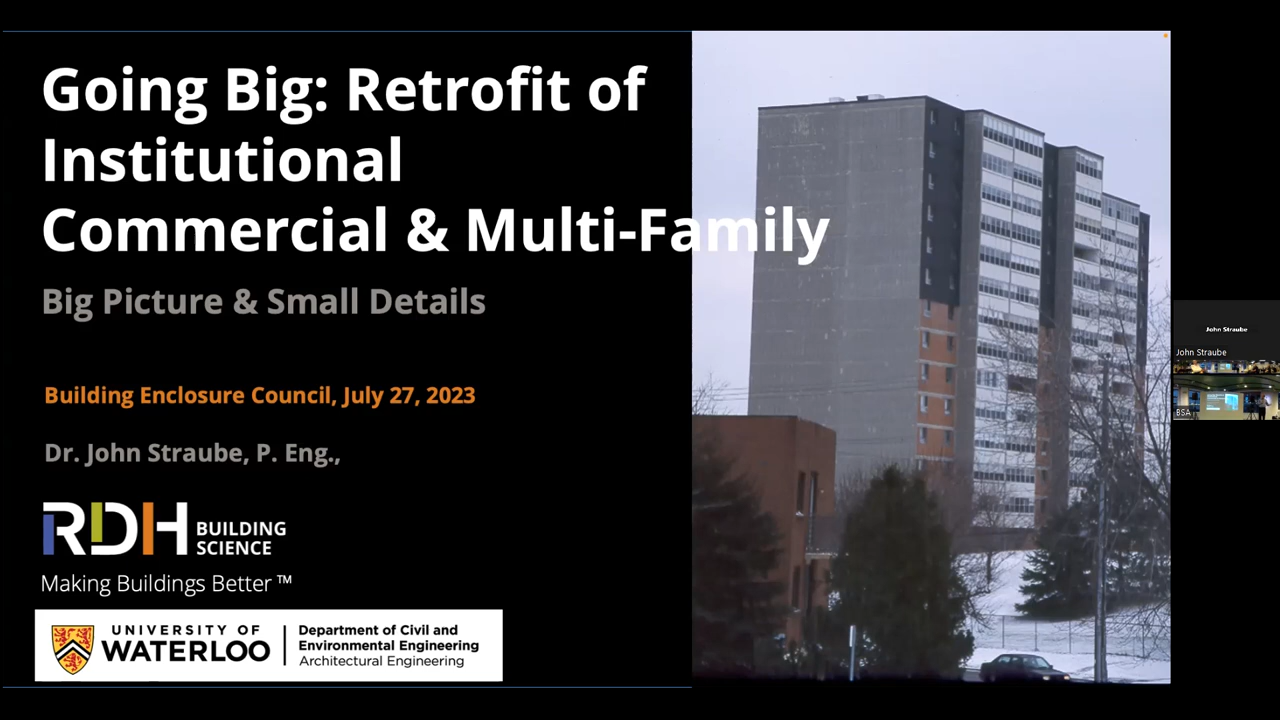 Going Big: Retrofit of
Institutional
Commercial & Multi-Family
Big Picture & Small Details
Building Enclosure Council, July 27, 2023
Dr. John Straube, P. Eng.,
RDH BUILDING
SCIENCE
Making Buildings Better™
UNIVERSITY OF
WATERLOO
Department of Civil and
Environmental Engineering
Architectural Engineering
John Straube
John Straube
BSA